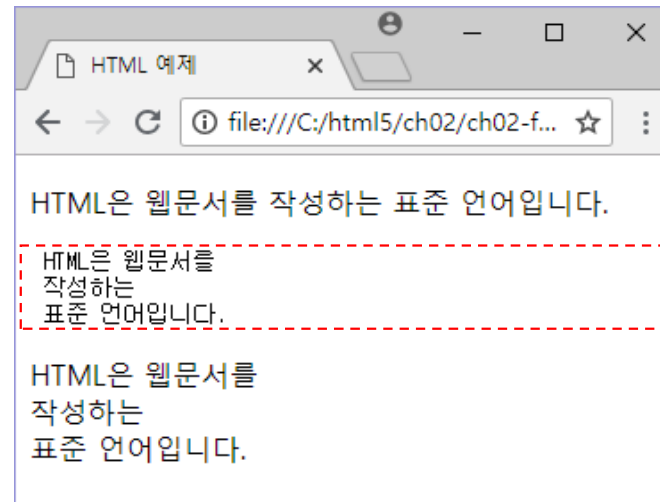 HTML 예제
file:///C:/html5/ch02/ch02-f...
HTML은 웹문서를 작성하는 표준 언어입니다.
HTML은 웹문서를
작성하는
표준 언어입니다.
HTML은 웹문서를
작성하는
표준 언어입니다.